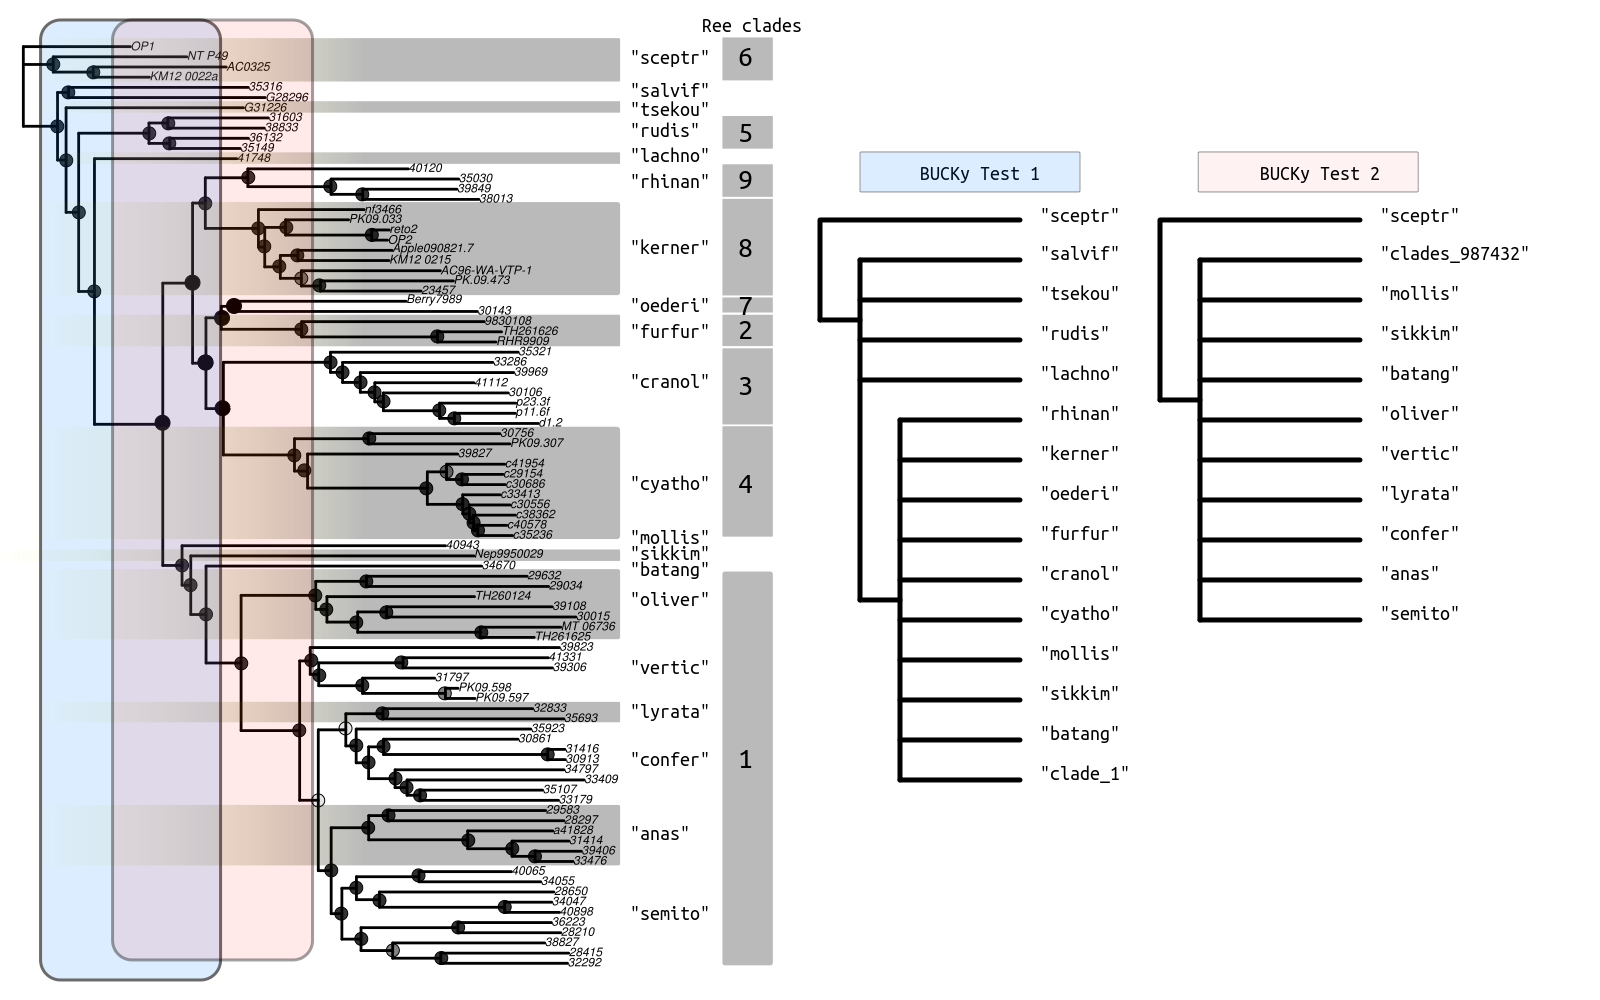 Ree clades
OP1
NT P49
AC0325
KM12 0022a
"sceptr"
6
35316
G28296
"salvif"
G31226
"tsekou"
31603
38833
36132
35149
"rudis"
5
41748
"lachno"
40120
35030
39849
38013
"rhinan"
9
nf3466
PK09.033
reto2
OP2
Apple090821.7
KM12 0215
AC96-WA-VTP-1
PK.09.473
23457
"kerner"
8
Berry7989
30143
"oederi"
7
9830108
TH261626
RHR9909
"furfur"
2
35321
33286
39969
41112
30106
p23.3f
p11.6f
d1.2
"cranol"
3
30756
PK09.307
39827
c41954
c29154
c30686
c33413
c30556
c38362
c40578
c35236
"cyatho"
4
40943
"mollis"
Nep9950029
"sikkim"
34670
"batang"
29632
29034
TH260124
39108
30015
MT 06736
TH261625
"oliver"
39823
41331
39306
31797
PK09.598
PK09.597
"vertic"
32833
35693
"lyrata"
35923
30861
31416
30913
34797
33409
35107
33179
"confer"
1
29583
28297
a41828
31414
39406
33476
"anas"
40065
34055
28650
34047
40898
36223
28210
38827
28415
32292
"semito"
BUCKy Test 1
"sceptr"
"salvif"
"tsekou"
"rudis"
"lachno"
"rhinan"
"kerner"
"oederi"
"furfur"
"cranol"
"cyatho"
"mollis"
"sikkim"
"batang"
"clade_1"
BUCKy Test 2
"sceptr"
"clades_987432"
"mollis"
"sikkim"
"batang"
"oliver"
"vertic"
"lyrata"
"confer"
"anas"
"semito"